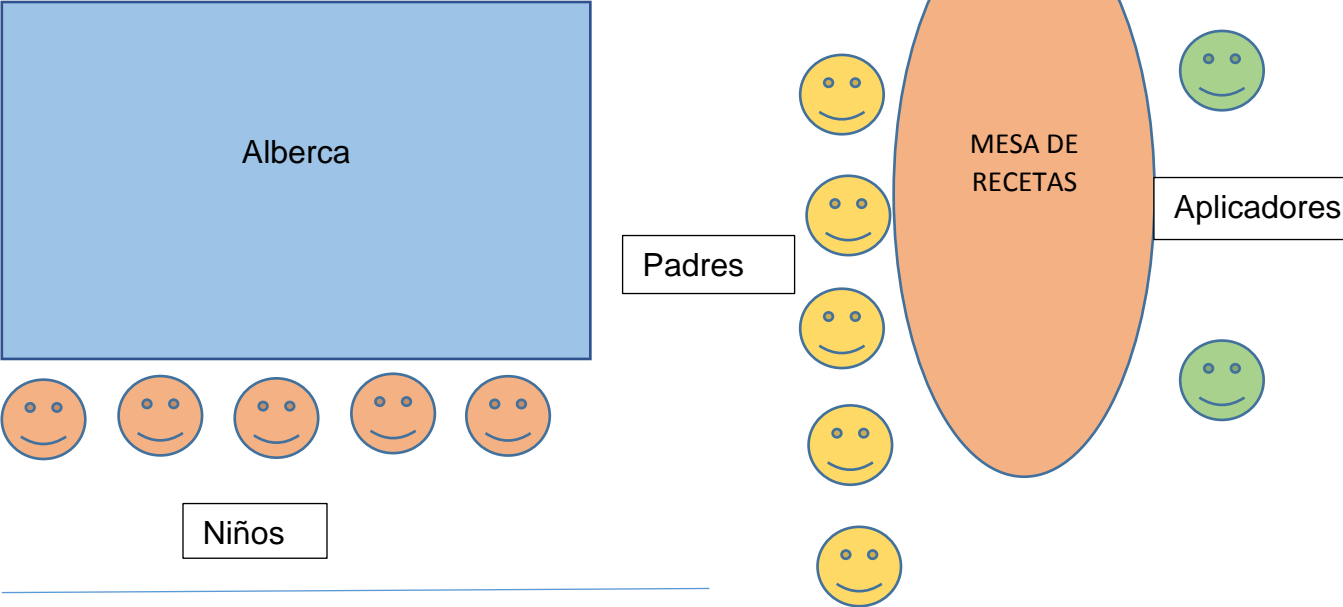 Alberca
MESA DE
RECETAS
Aplicadores
Padres
Niños